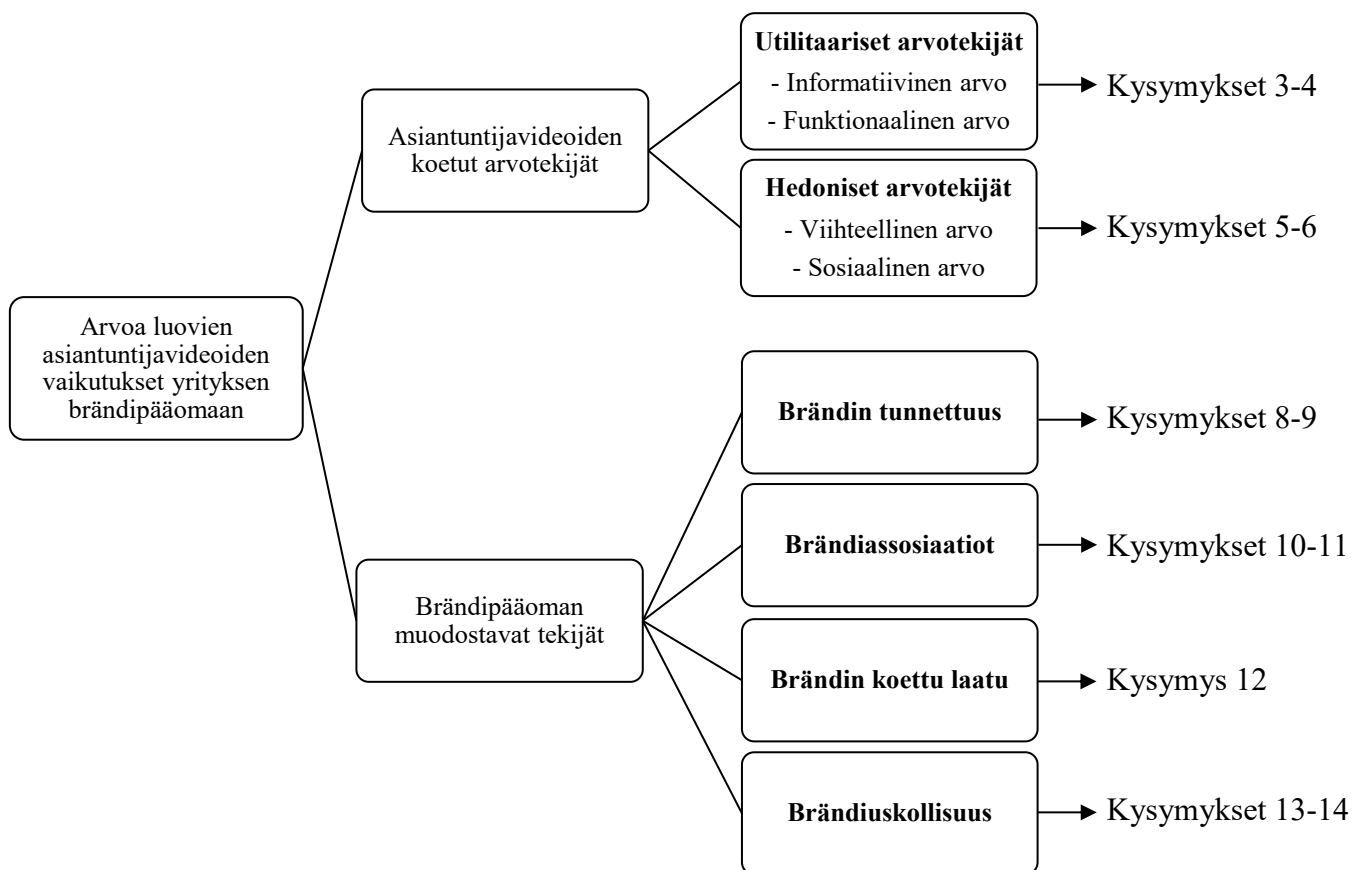 Arvoa luovien
asiantuntijavideoiden
vaikutukset yrityksen
brändipääomaan
Asiantuntijavideoiden
koetut arvotekijät
Utilitaariset arvotekijät
- Informatiivinen arvo
- Funktionaalinen arvo
Kysymykset 3-4
Hedoniset arvotekijät
- Viihteellinen arvo
- Sosiaalinen arvo
Kysymykset 5-6
Brändipääoman
muodostavat tekijät
Brändin tunnettuus
Kysymykset 8-9
Brändiassosiaatiot
Kysymykset 10-11
Brändin koettu laatu
Kysymys 12
Brändiuskollisuus
Kysymykset 13-14